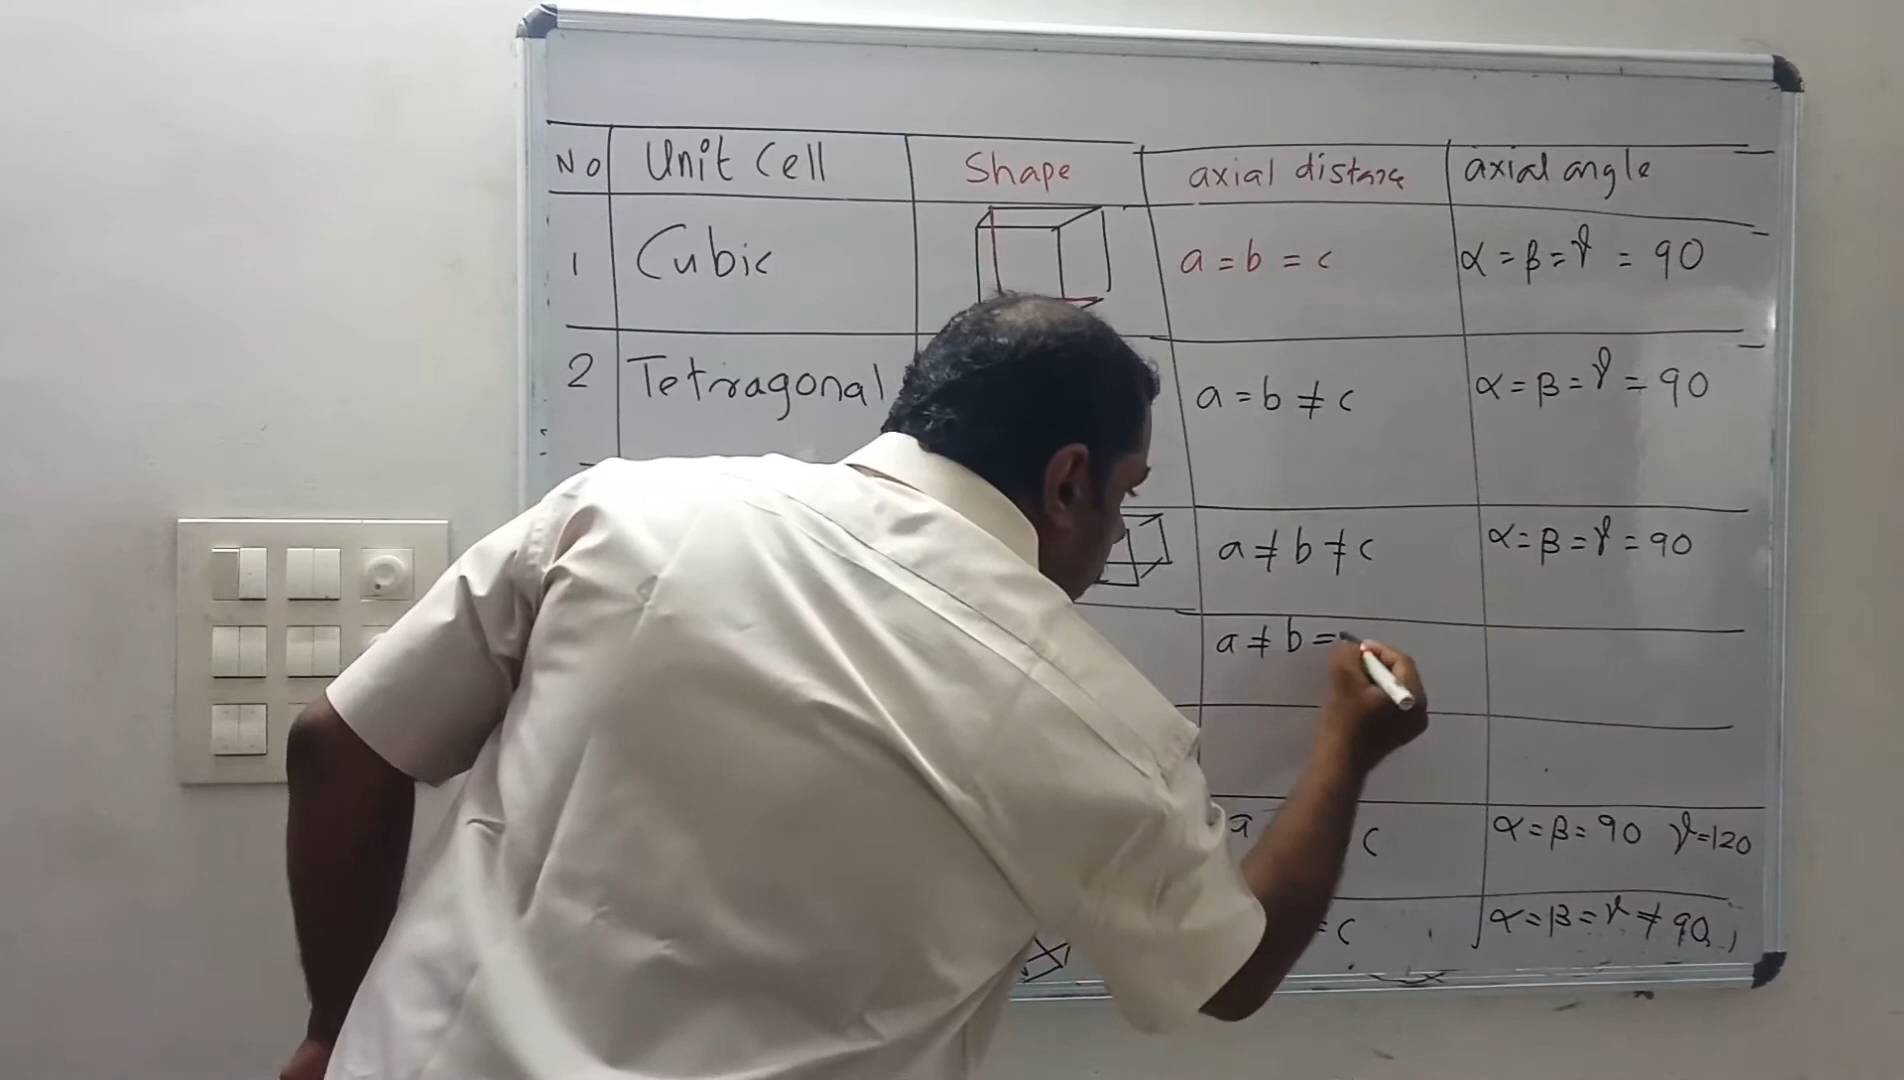 No Unit Cell Shape axial distance axial angle
1 Cubic a = b = c α = β = γ = 90
2 Tetragonal a = b ≠ c α = β = γ = 90
a ≠ b ≠ c α = β = γ = 90
a ≠ b =
a c α = β = 90 γ = 120
= c α = β = γ ≠ 90